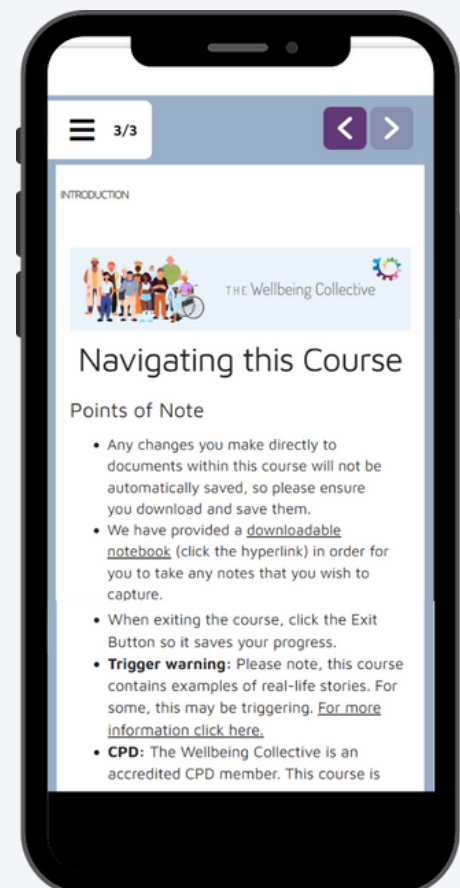 3/3
INTRODUCTION
THE Wellbeing Collective
Navigating this Course
Points of Note
• Any changes you make directly to
documents within this course will not be
automatically saved, so please ensure
you download and save them.
• We have provided a downloadable
notebook (click the hyperlink) in order for
you to take any notes that you wish to
capture.
• When exiting the course, click the Exit
Button so it saves your progress.
• Trigger warning: Please note, this course
contains examples of real-life stories. For
some, this may be triggering. For more
information click here.
• CPD: The Wellbeing Collective is an
accredited CPD member. This course is